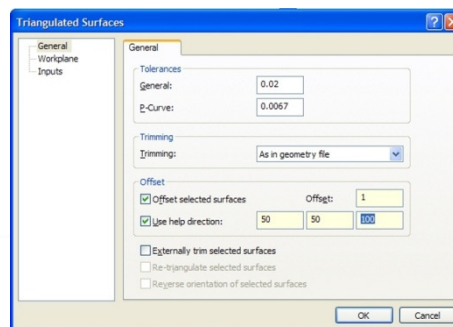 Triangulated Surfaces
General
Workplane
Inputs
General
Tolerances
General: 0.02
P-Curve: 0.0067
Trimming
Trimming: As in geometry file
Offset
Offset selected surfaces Offset: 1
Use help direction: 50 50 100
Externally trim selected surfaces
Re-triangulate selected surfaces
Reverse orientation of selected surfaces
OK Cancel